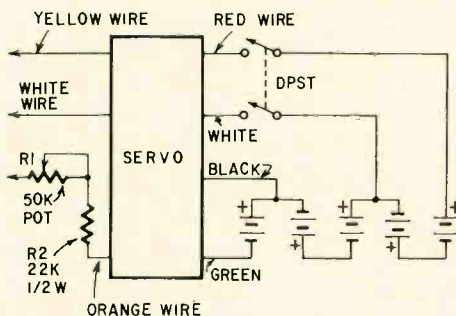 YELLOW WIRE
RED WIRE
WHITE
WIRE
DPST
WHITE
SERVO
R1
BLACK
50K
POT
R2
22K
1/2 W
GREEN
ORANGE WIRE
+
+
+
+
+